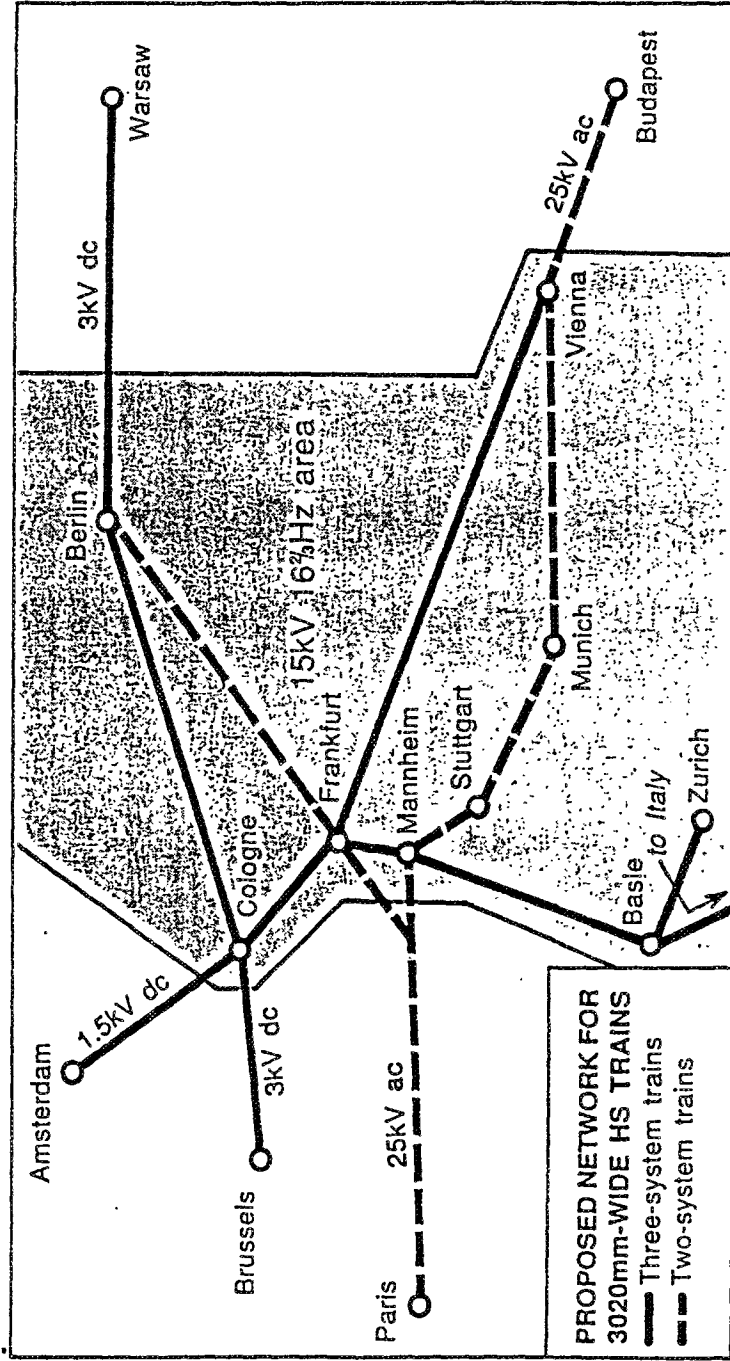 Amsterdam
1.5kV dc
Brussels
3kV dc
Cologne
Berlin
3kV dc
Warsaw
15kV 16⅔Hz area
Paris
25kV ac
Frankfurt
Mannheim
Stuttgart
Munich
Vienna
25kV ac
Budapest
Basle
to Italy
Zurich
PROPOSED NETWORK FOR
3020mm-WIDE HS TRAINS
Three-system trains
Two-system trains